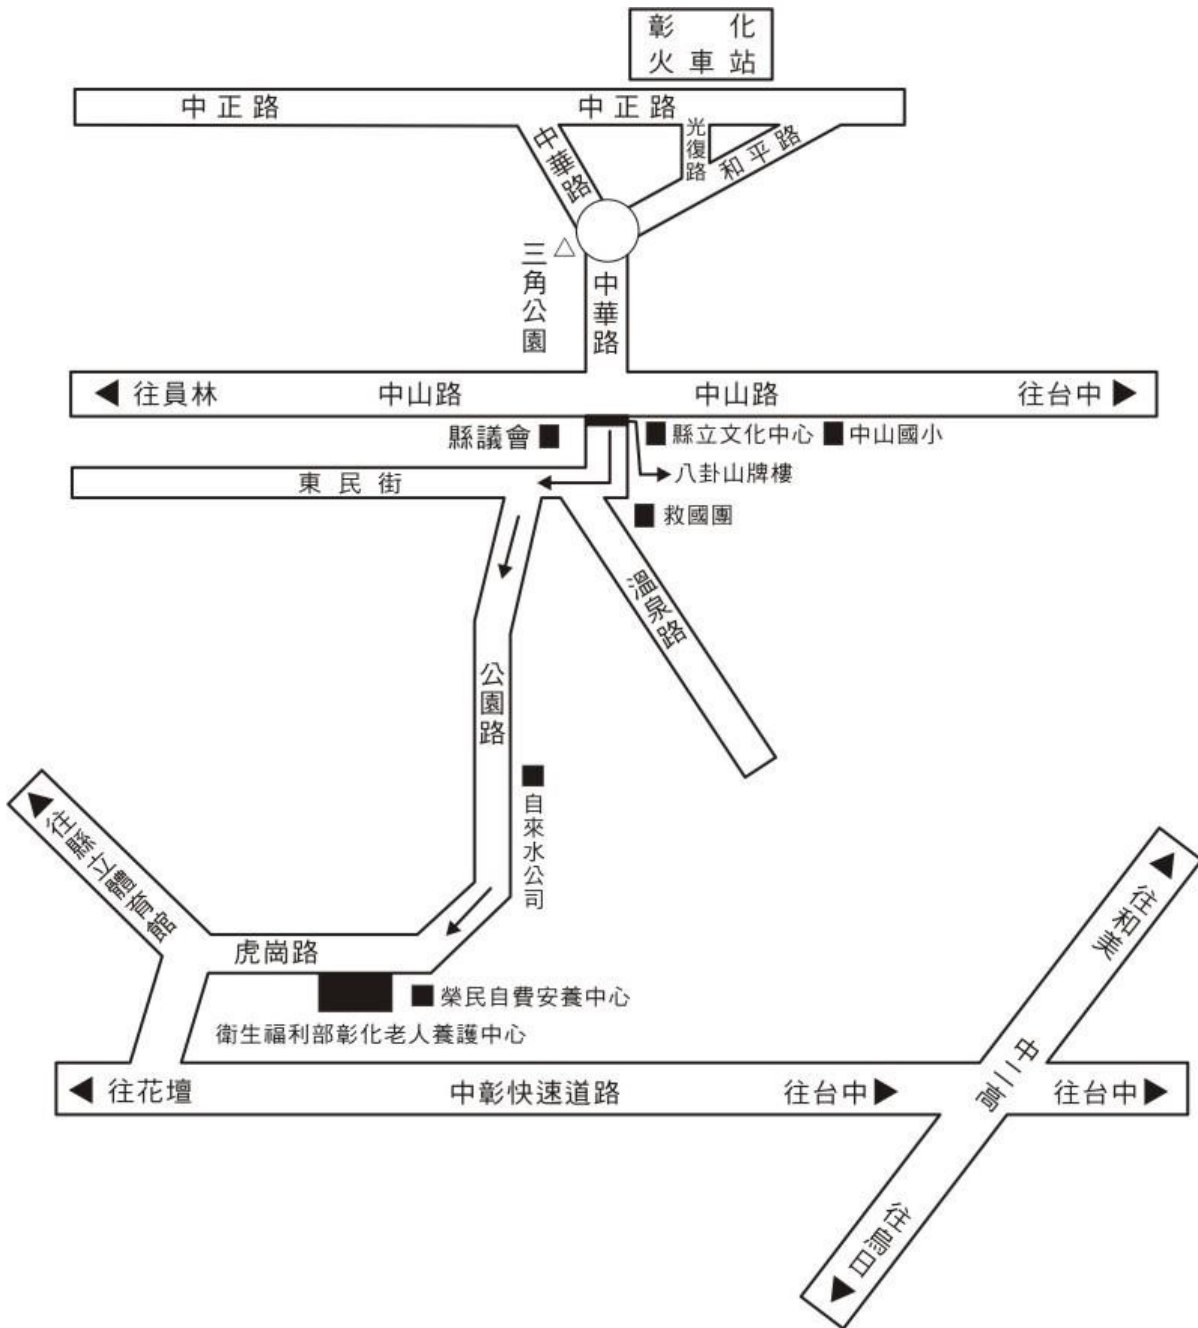 彰化
火車站
中正路
中正路
中華路
光復路
和平路
三角公園
中華路
往員林
中山路
中山路
往台中
縣議會
縣立文化中心
中山國小
八卦山牌樓
東民街
救國團
溫泉路
公園路
自來水公司
往縣立體育館
虎崗路
榮民自費安養中心
衛生福利部彰化老人養護中心
往和美
中二高
往花壇
中彰快速道路
往台中
往台中
往烏日